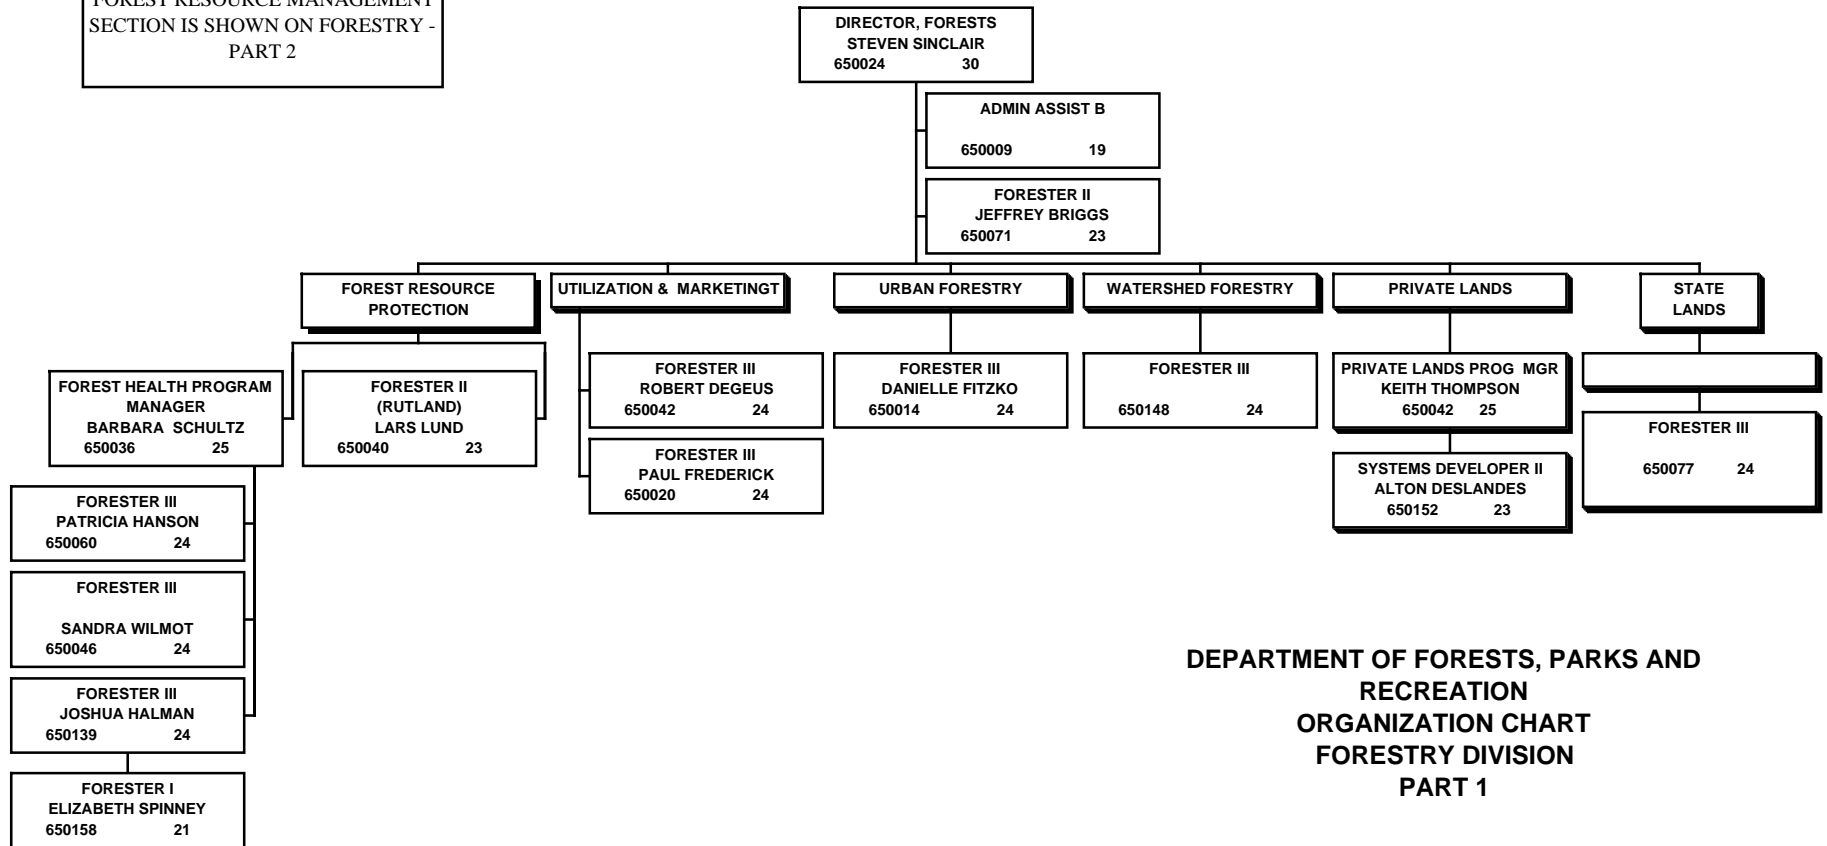 FOREST RESOURCE MANAGEMENT
SECTION IS SHOWN ON FORESTRY -
PART 2
DIRECTOR, FORESTS
STEVEN SINCLAIR
650024 30
ADMIN ASSIST B
650009 19
FORESTER II
JEFFREY BRIGGS
650071 23
FOREST RESOURCE
PROTECTION
UTILIZATION & MARKETINGT
URBAN FORESTRY
WATERSHED FORESTRY
PRIVATE LANDS
STATE
LANDS
FOREST HEALTH PROGRAM
MANAGER
BARBARA SCHULTZ
650036 25
FORESTER II
(RUTLAND)
LARS LUND
650040 23
FORESTER III
ROBERT DEGEUS
650042 24
FORESTER III
PAUL FREDERICK
650020 24
FORESTER III
DANIELLE FITZKO
650014 24
FORESTER III
650148 24
PRIVATE LANDS PROG MGR
KEITH THOMPSON
650042 25
SYSTEMS DEVELOPER II
ALTON DESLANDES
650152 23
FORESTER III
650077 24
FORESTER III
PATRICIA HANSON
650060 24
FORESTER III
SANDRA WILMOT
650046 24
FORESTER III
JOSHUA HALMAN
650139 24
FORESTER I
ELIZABETH SPINNEY
650158 21
DEPARTMENT OF FORESTS, PARKS AND
RECREATION
ORGANIZATION CHART
FORESTRY DIVISION
PART 1